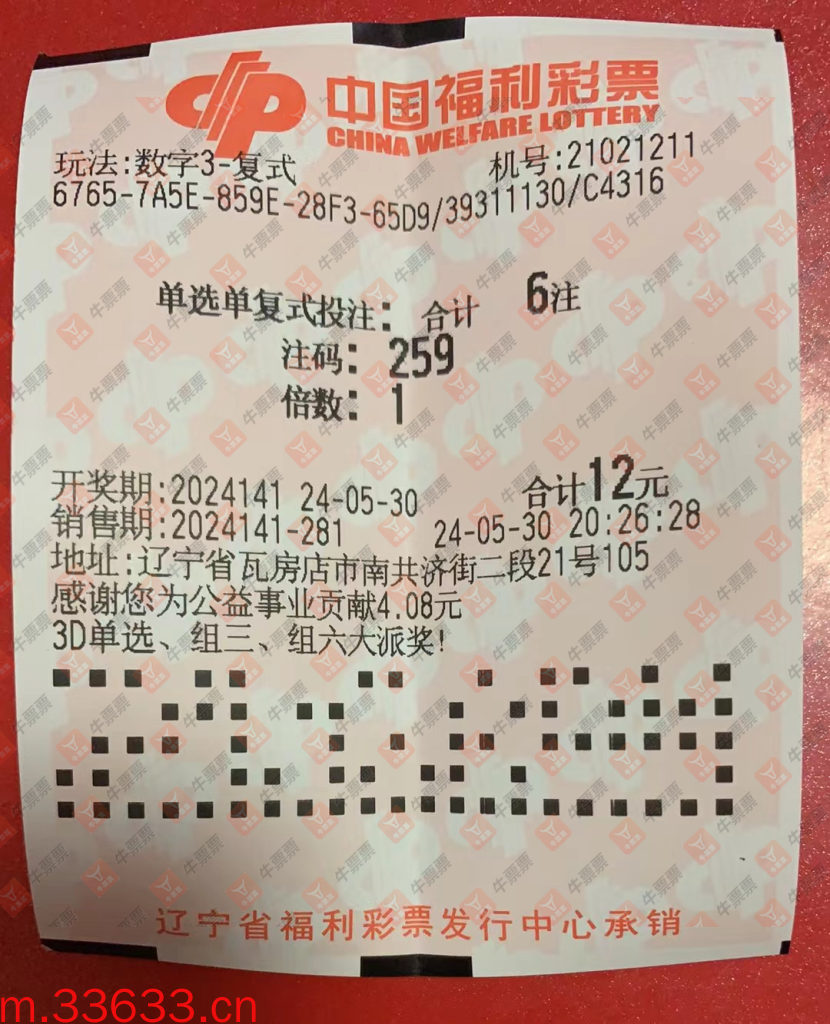 中国福利彩票
CHINA WELFARE LOTTERY
玩法:数字3-复式 机号:21021211
6765-7A5E-859E-28F3-65D9/39311130/C4316
单选单复式投注: 合计 6注
注码: 259
倍数: 1
开奖期:2024141 24-05-30 合计12元
销售期:2024141-281 24-05-30 20:26:28
地址:辽宁省瓦房店市南共济街二段21号105
感谢您为公益事业贡献4.08元
3D单选、组三、组六大派奖!
辽宁省福利彩票发行中心承销
m.33633.cn
牛票票